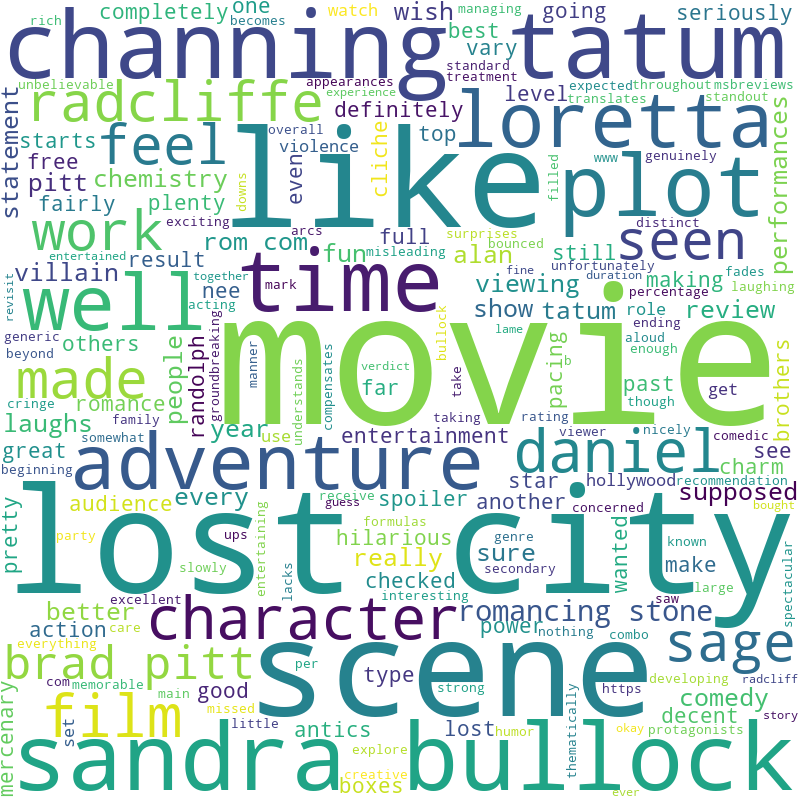 completely one becomes watch wish going seriously
rich managing
channing tatum
best vary
unbelievable appearances standard treatment expected throughout msbreviews
radcliffe experience definitely level translates standout
statement starts feel overall violence top loretta performances
free even cliche www genuinely
pitt chemistry like plot
fairly plenty downs filled
work exciting arcs surprises distinct seen
entertained rom com full alan bounced still
result fun misleading unfortunately making fades
villain together time viewing duration laughing
revisit nee acting mark fine percentage
well show tatum role review
generic others randolph groundbreaking movie ending aloud
beyond people manner understands compensates verdict bullock lame take b pacing enough
cringe made far past though get brothers
romance family
laughs year use taking rating viewer nicely comedic
great somewhat adventure entertainment daniel see
beginning star hollywood recommendation charm
pretty audience every receive spoiler another concerned supposed
party ups guess formulas genre bought
lost city
slowly entertaining hilarious sure wanted known spectacular
really secondary make
lacks checked interesting large
excellent saw
better character romancing stone
action care power nothing combo sage
everything
brad pitt scene
com per type strong developing radcliff
mercenary memorable main good https comedy
film missed decent
set little antics lost humor thematically okay protagonists story
explore
sandra bullock
creative boxes ever